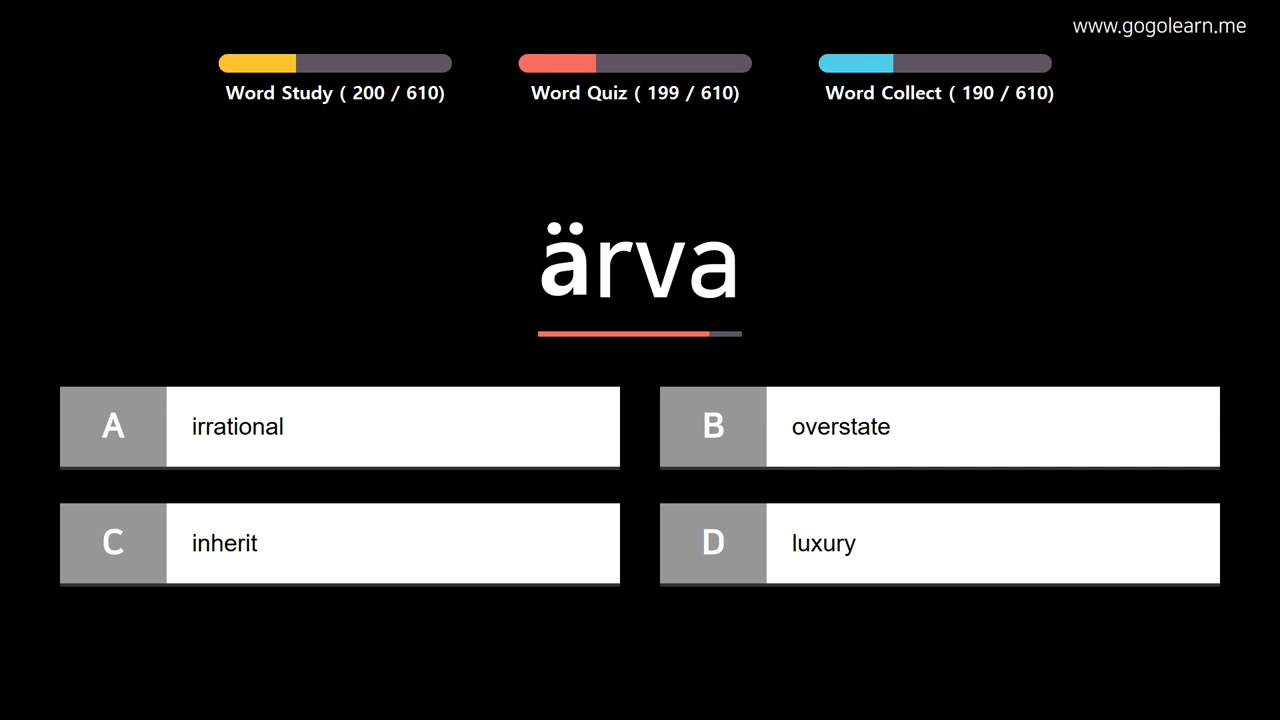 www.gogolearn.me
Word Study ( 200 / 610)
Word Quiz ( 199 / 610)
Word Collect ( 190 / 610)
ärva
A irrational
B overstate
C inherit
D luxury